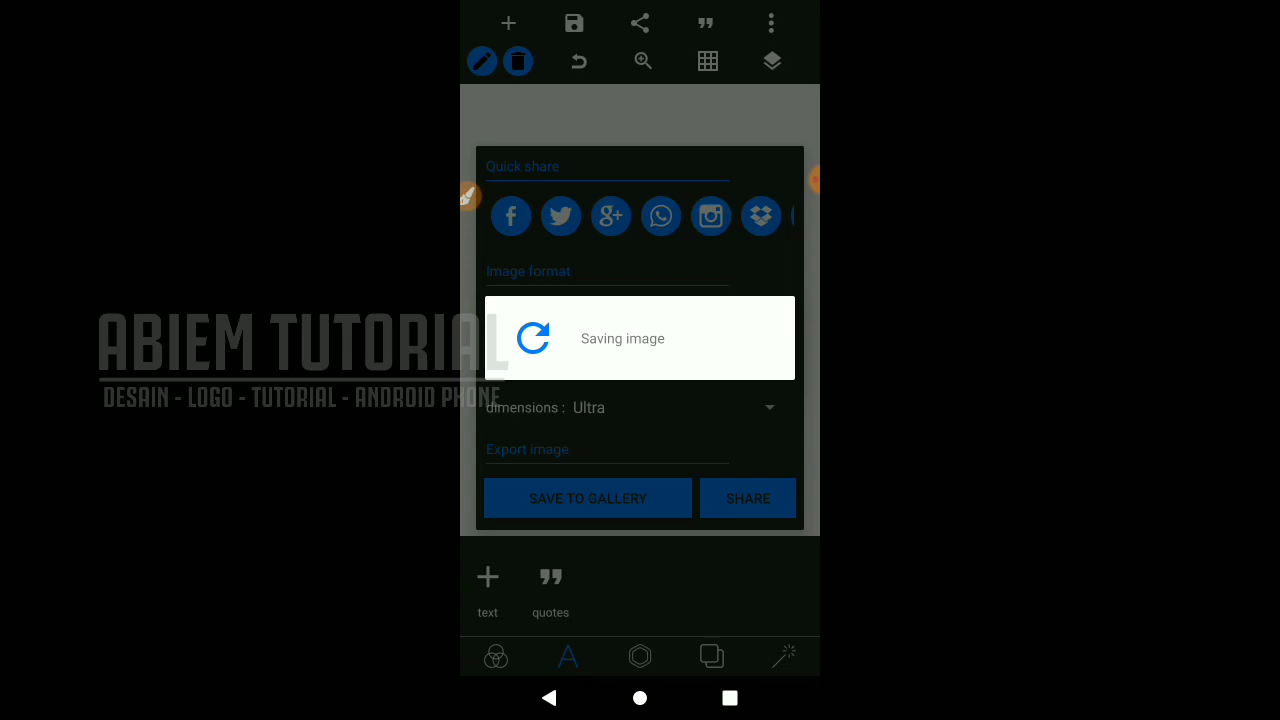 Quick share
Image format
Saving image
ABIEM TUTORIAL
DESAIN - LOGO - TUTORIAL - ANDROID PHONE
dimensions : Ultra
Export image
SAVE TO GALLERY SHARE
text quotes